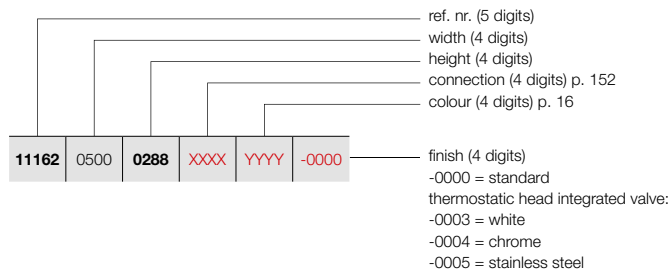 ref. nr. (5 digits)
width (4 digits)
height (4 digits)
connection (4 digits) p. 152
colour (4 digits) p. 16
11162 0500 0288 XXXX YYYY -0000
finish (4 digits)
-0000 = standard
thermostatic head integrated valve:
-0003 = white
-0004 = chrome
-0005 = stainless steel